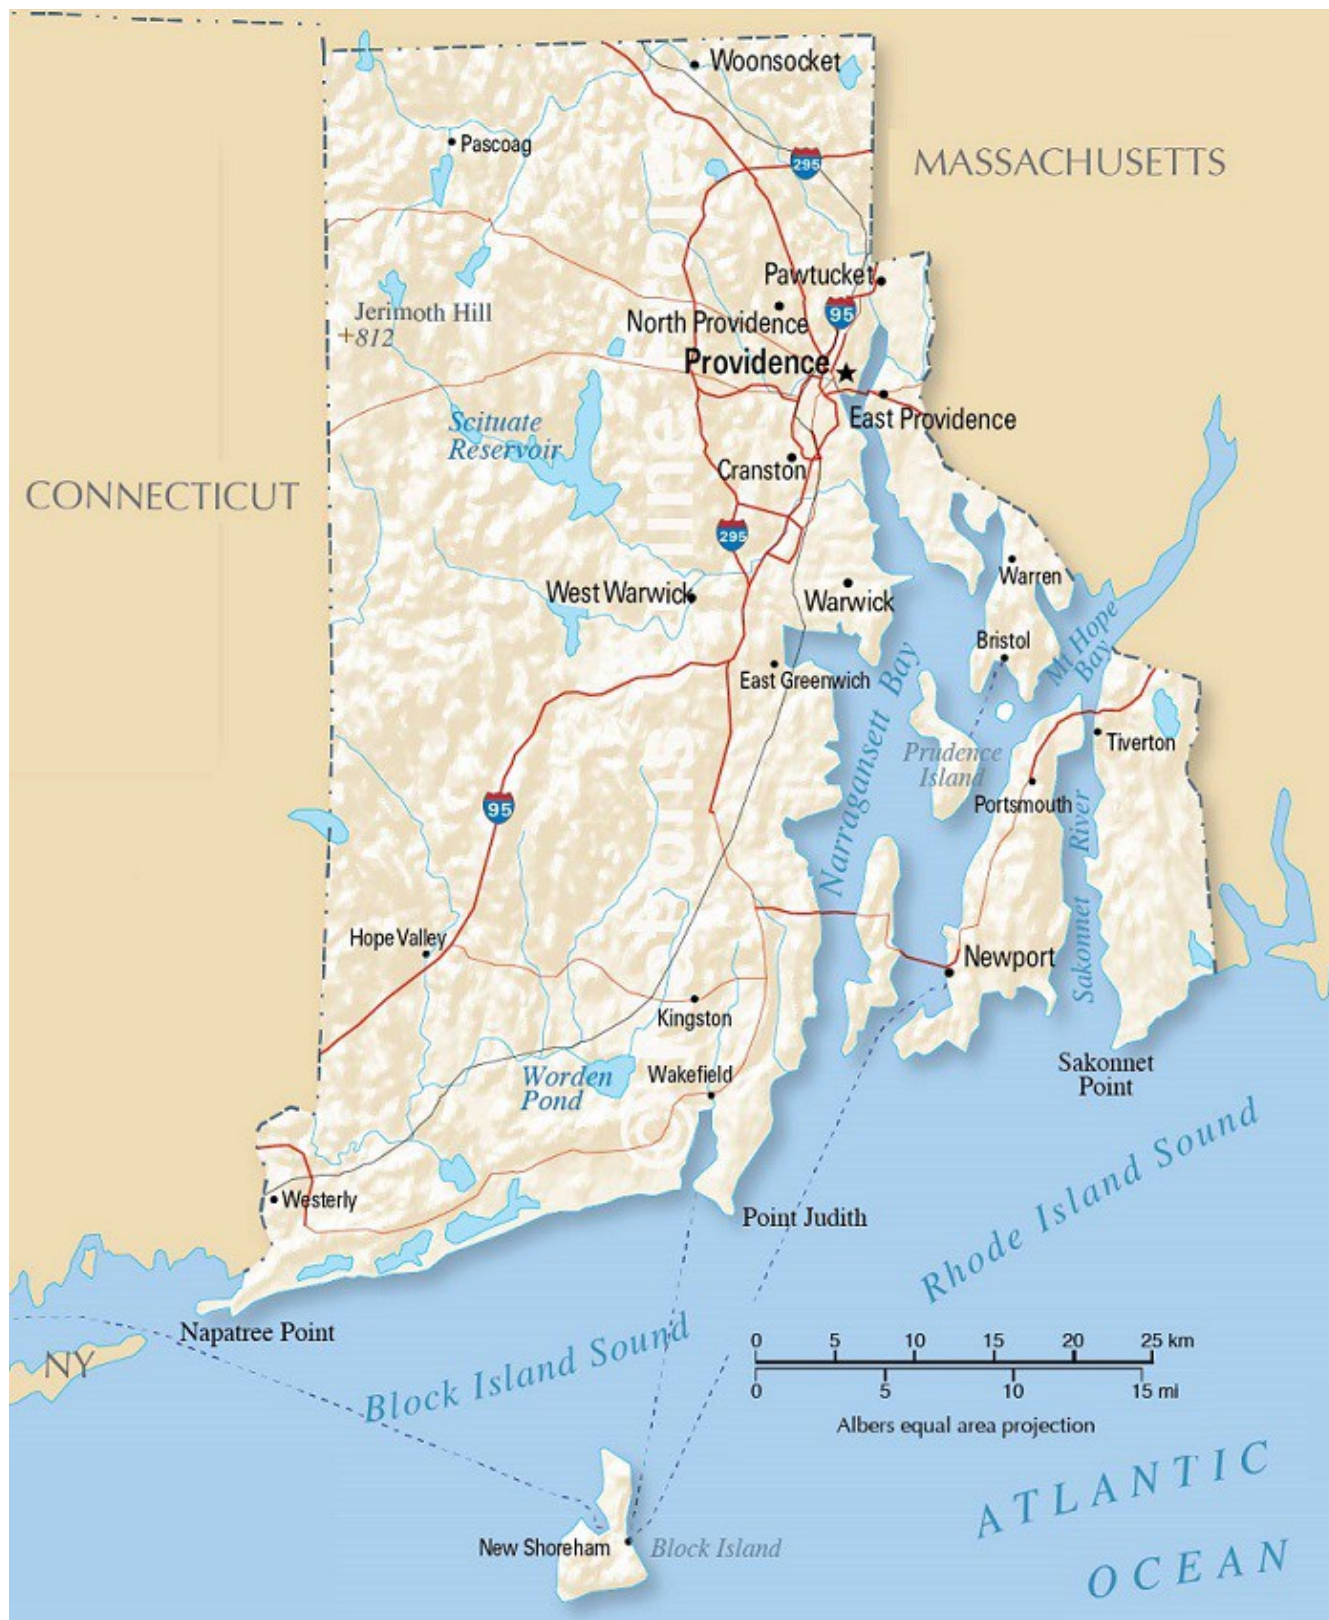 Woonsocket
Pascoag
MASSACHUSETTS
295
Pawtucket
Jerimoth Hill
+812
North Providence
95
Providence
East Providence
Scituate
Reservoir
Cranston
CONNECTICUT
295
Warren
West Warwick
Warwick
Mt Hope
Bay
Bristol
East Greenwich
Narragansett Bay
Prudence
Island
Tiverton
Portsmouth
95
Sakonnet River
Hope Valley
Newport
Kingston
Sakonnet
Point
Worden
Pond
Wakefield
Rhode Island Sound
Westerly
Point Judith
Napatree Point
Block Island Sound
NY
0 5 10 15 20 25 km
0 5 10 15 mi
Albers equal area projection
ATLANTIC
OCEAN
New Shoreham
Block Island